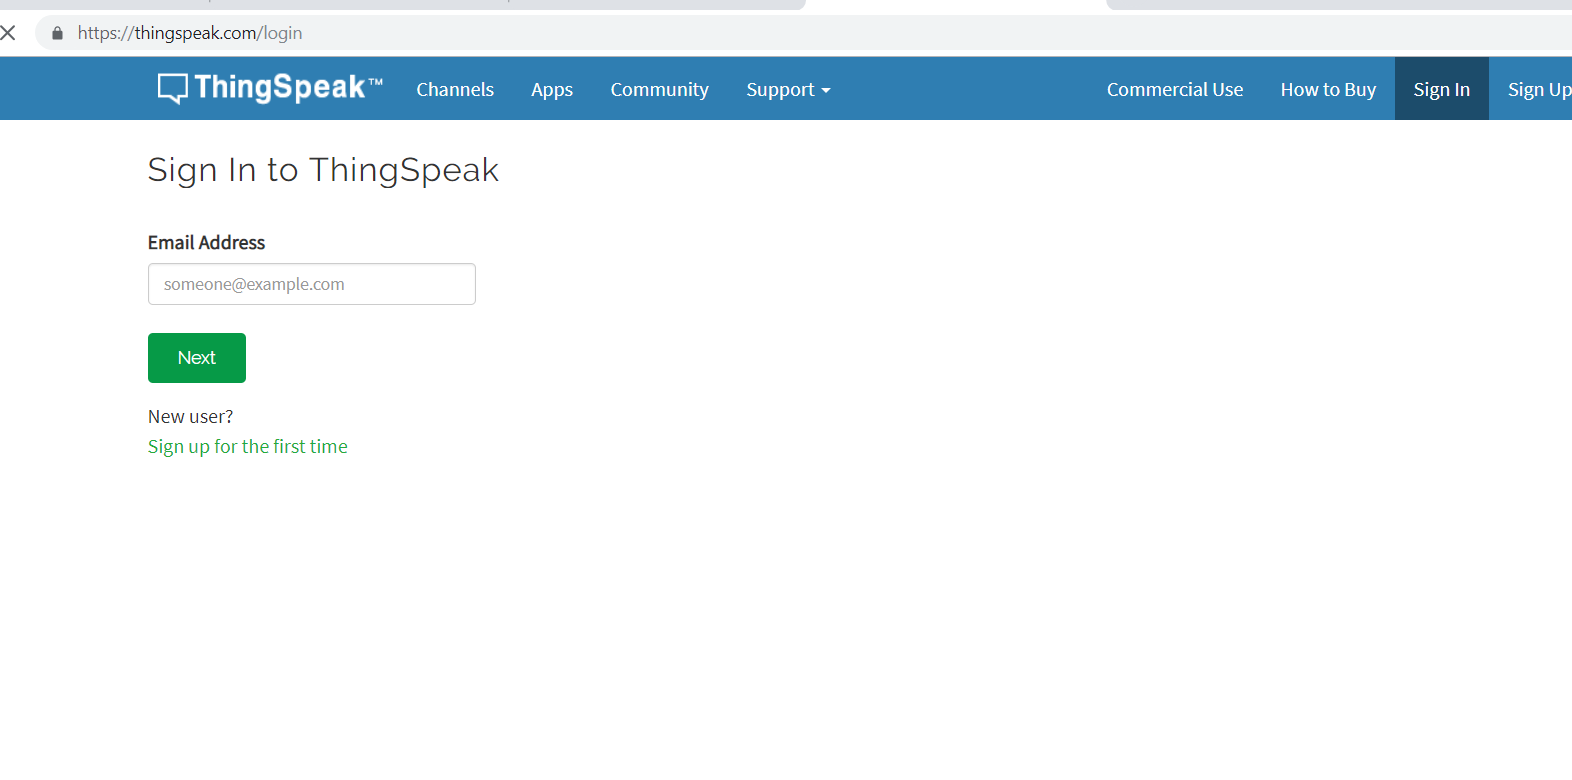 https://thingspeak.com/login
ThingSpeak™ Channels Apps Community Support Commercial Use How to Buy Sign In Sign Up
Sign In to ThingSpeak
Email Address
someone@example.com
Next
New user?
Sign up for the first time